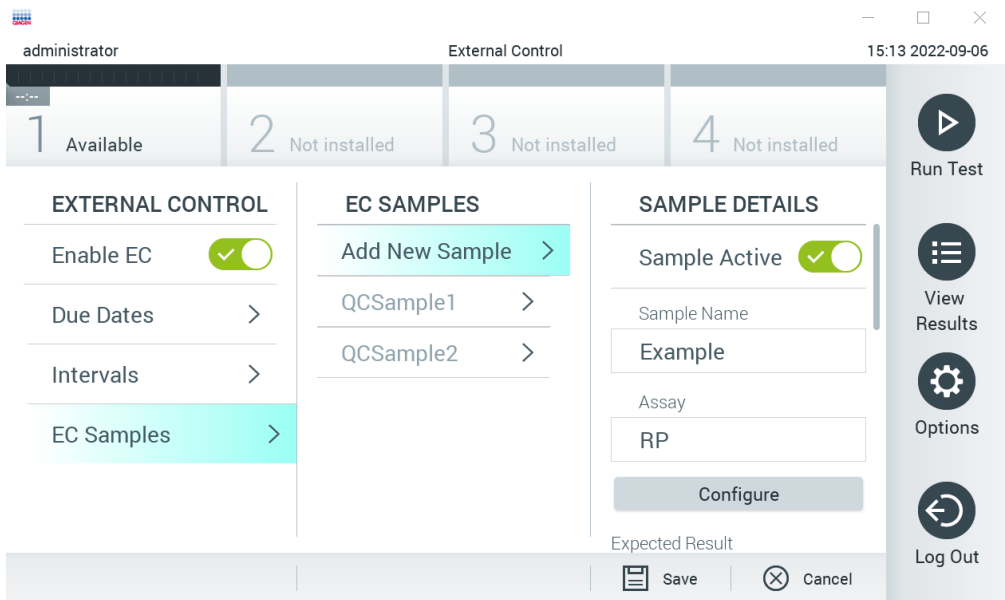 QIAGEN
administrator
External Control
15:13 2022-09-06
--:--
1 Available
2 Not installed
3 Not installed
4 Not installed
Run Test
EXTERNAL CONTROL
Enable EC
Due Dates
Intervals
EC Samples
EC SAMPLES
Add New Sample
QCSample1
QCSample2
SAMPLE DETAILS
Sample Active
Sample Name
Example
Assay
RP
Configure
Expected Result
View
Results
Options
Log Out
Save
Cancel